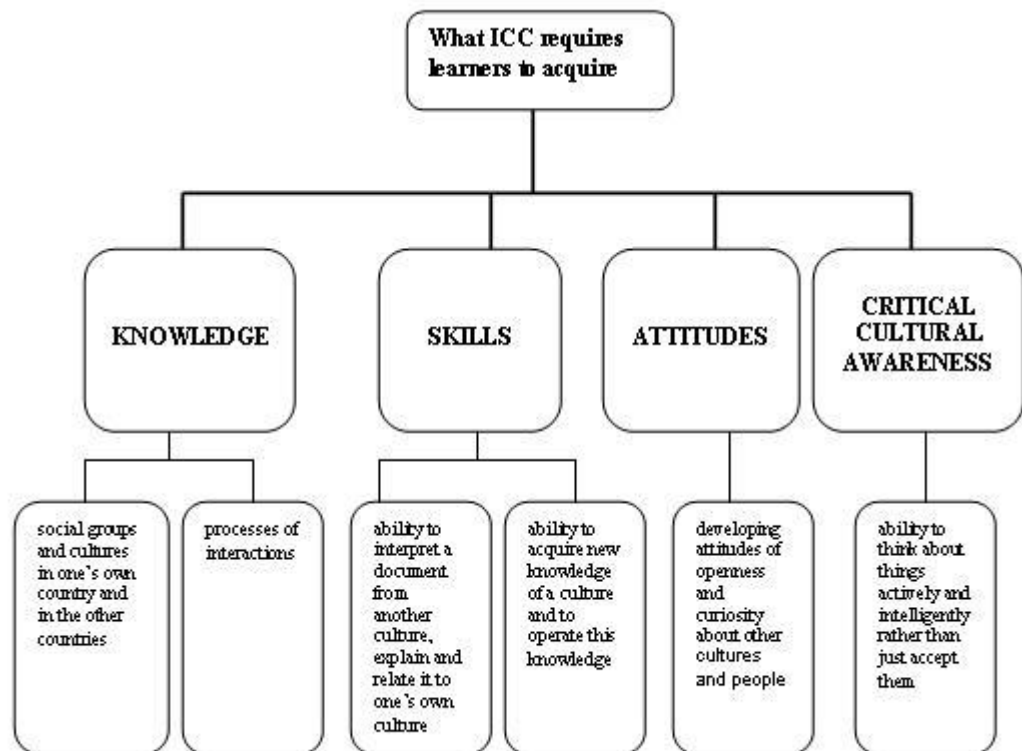 What ICC requires
learners to acquire
KNOWLEDGE
SKILLS
ATTITUDES
CRITICAL
CULTURAL
AWARENESS
social groups
and cultures
in one's own
country and
in the other
countries
processes of
interactions
ability to
interpret a
document
from
another
culture,
explain and
relate it to
one's own
culture
ability to
acquire new
knowledge
of a culture
and to
operate this
knowledge
developing
attitudes of
openness
and
curiosity
about other
cultures
and people
ability to
think about
things
actively and
intelligently
rather than
just accept
them